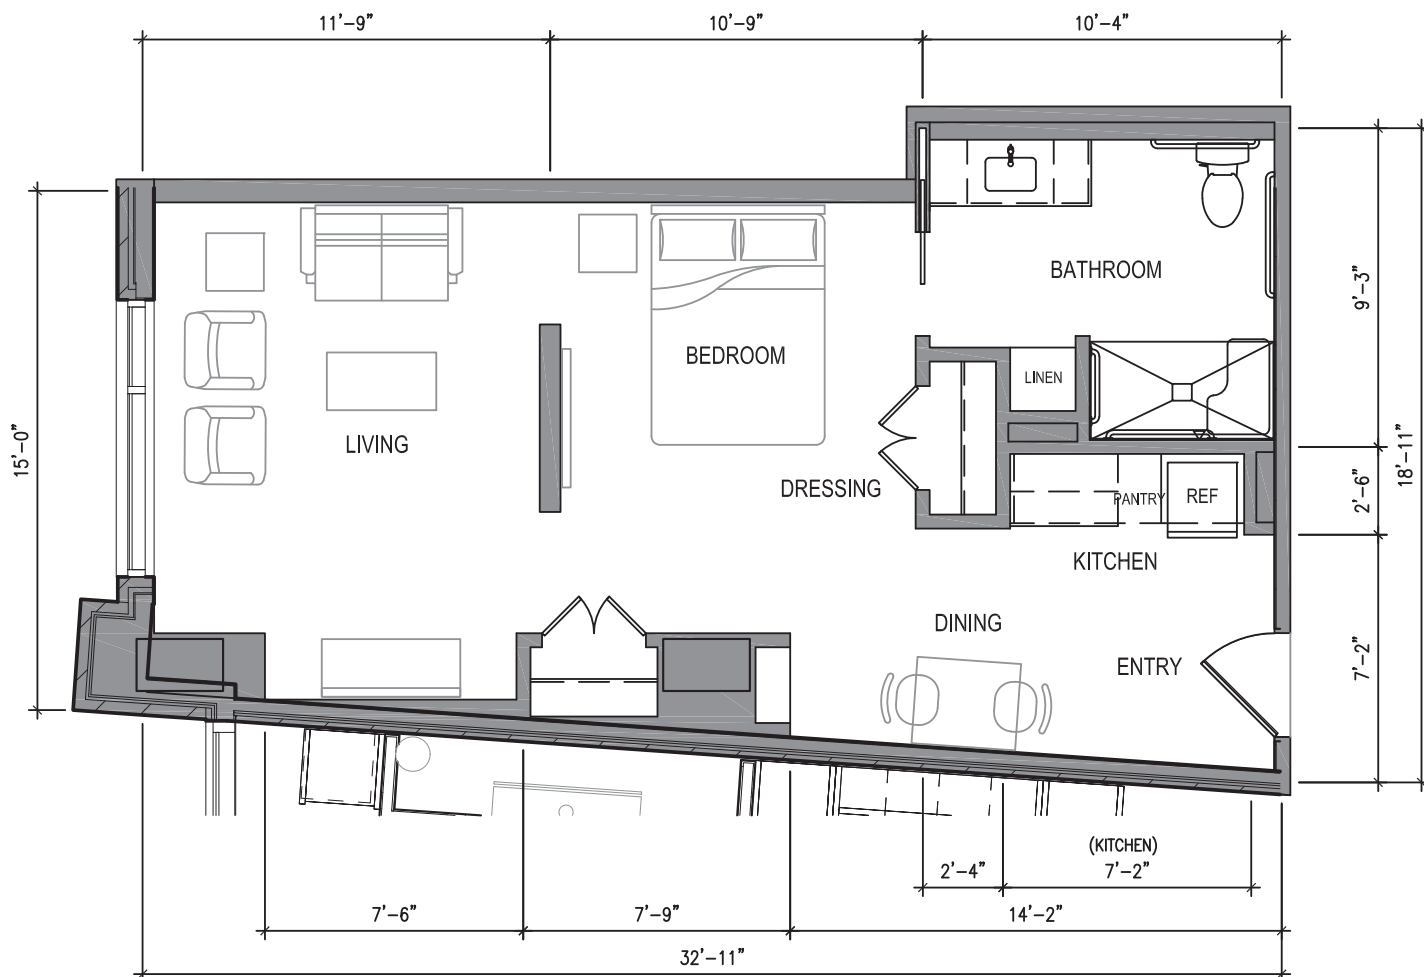 11'-9"
10'-9"
10'-4"
15'-0"
BATHROOM
9'-3"
BEDROOM
LINEN
LIVING
DRESSING
18'-11"
2'-6"
PANTRY
REF
KITCHEN
DINING
ENTRY
7'-2"
(KITCHEN)
2'-4"
7'-2"
7'-6"
7'-9"
14'-2"
32'-11"